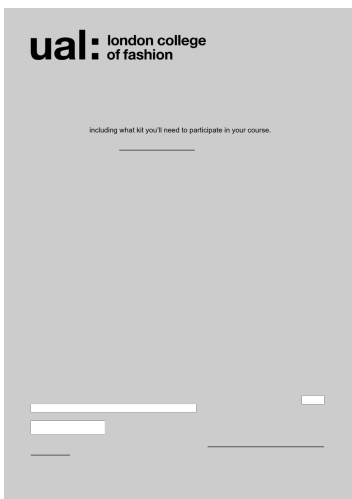 ual: london college
of fashion
including what kit you'll need to participate in your course.